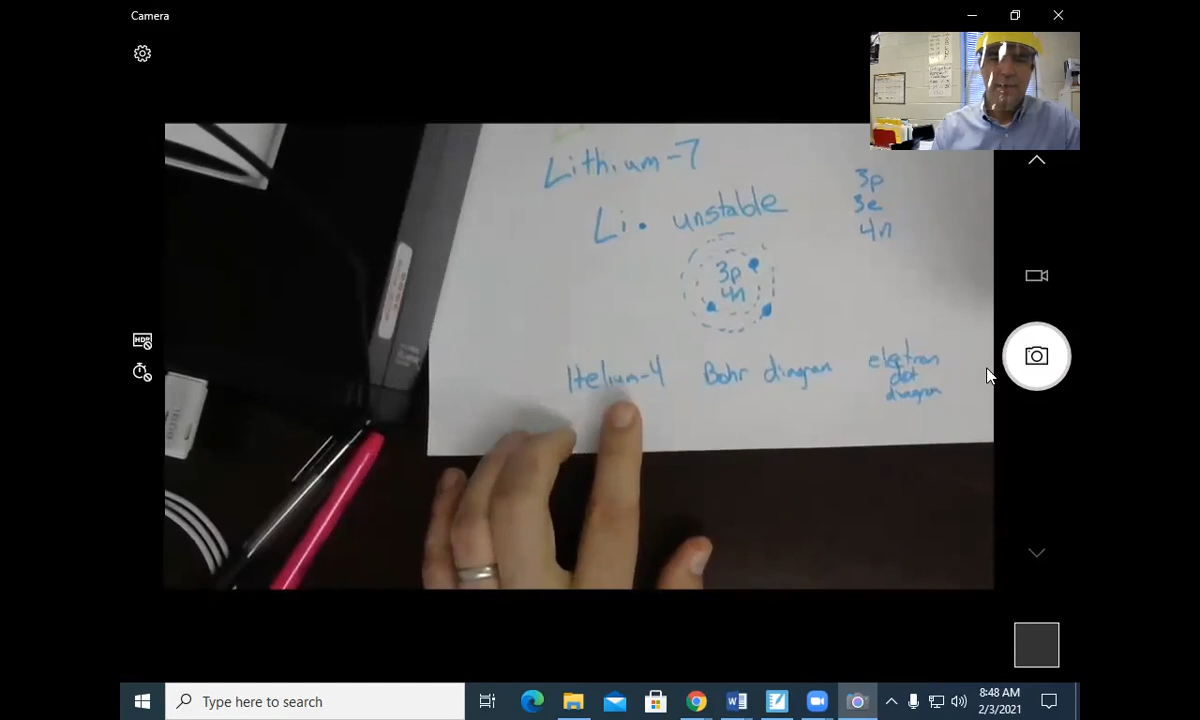 Camera
Lithium-7
3p
3e
4n
Li· unstable
3p
4n
Helium-4 Bohr diagram electron
dot
diagram
Type here to search
8:48 AM
2/3/2021